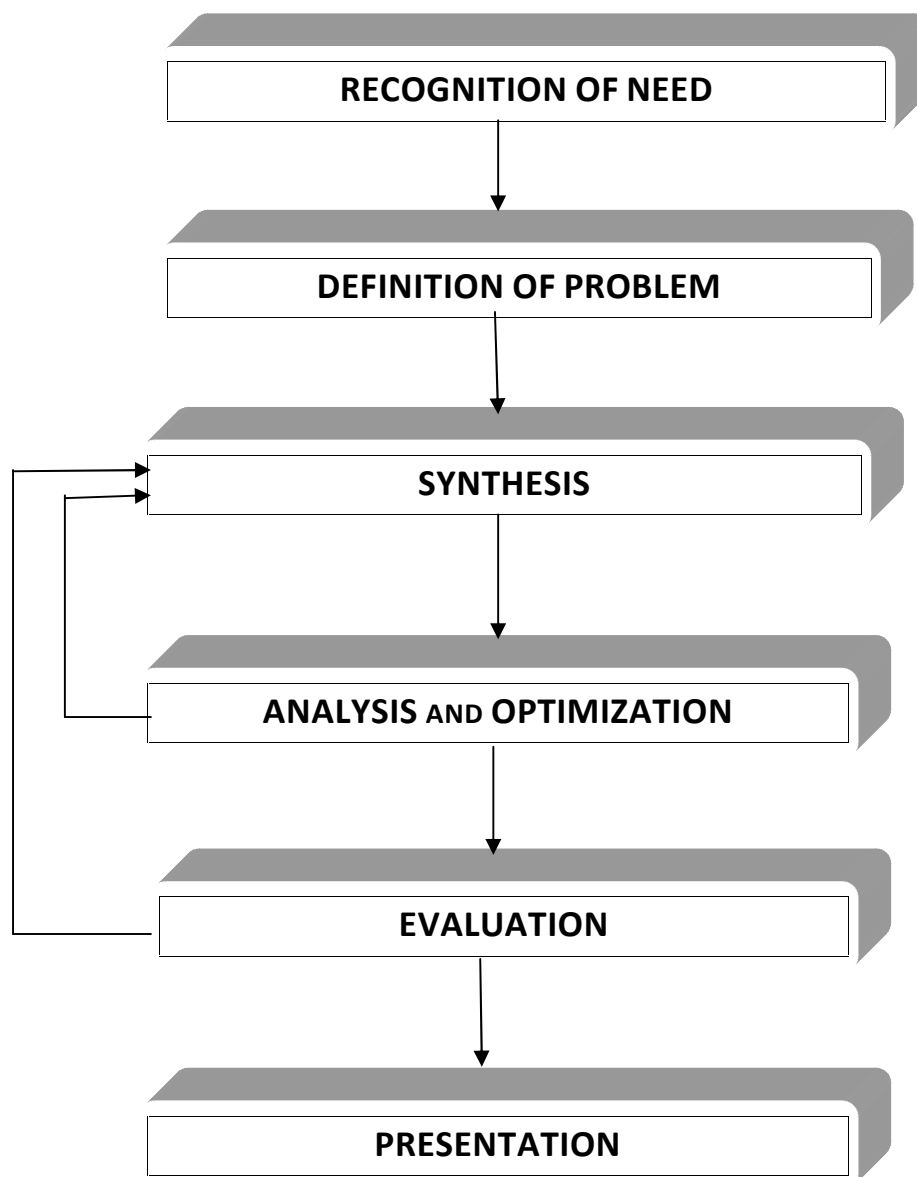 RECOGNITION OF NEED
DEFINITION OF PROBLEM
SYNTHESIS
ANALYSIS AND OPTIMIZATION
EVALUATION
PRESENTATION